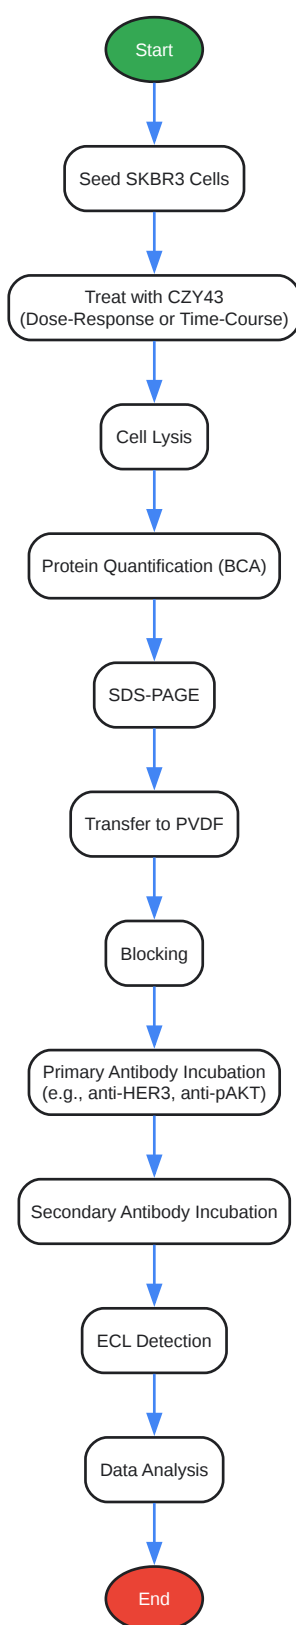 Start
Seed SKBR3 Cells
Treat with CZY43
(Dose-Response or Time-Course)
Cell Lysis
Protein Quantification (BCA)
SDS-PAGE
Transfer to PVDF
Blocking
Primary Antibody Incubation
(e.g., anti-HER3, anti-pAKT)
Secondary Antibody Incubation
ECL Detection
Data Analysis
End